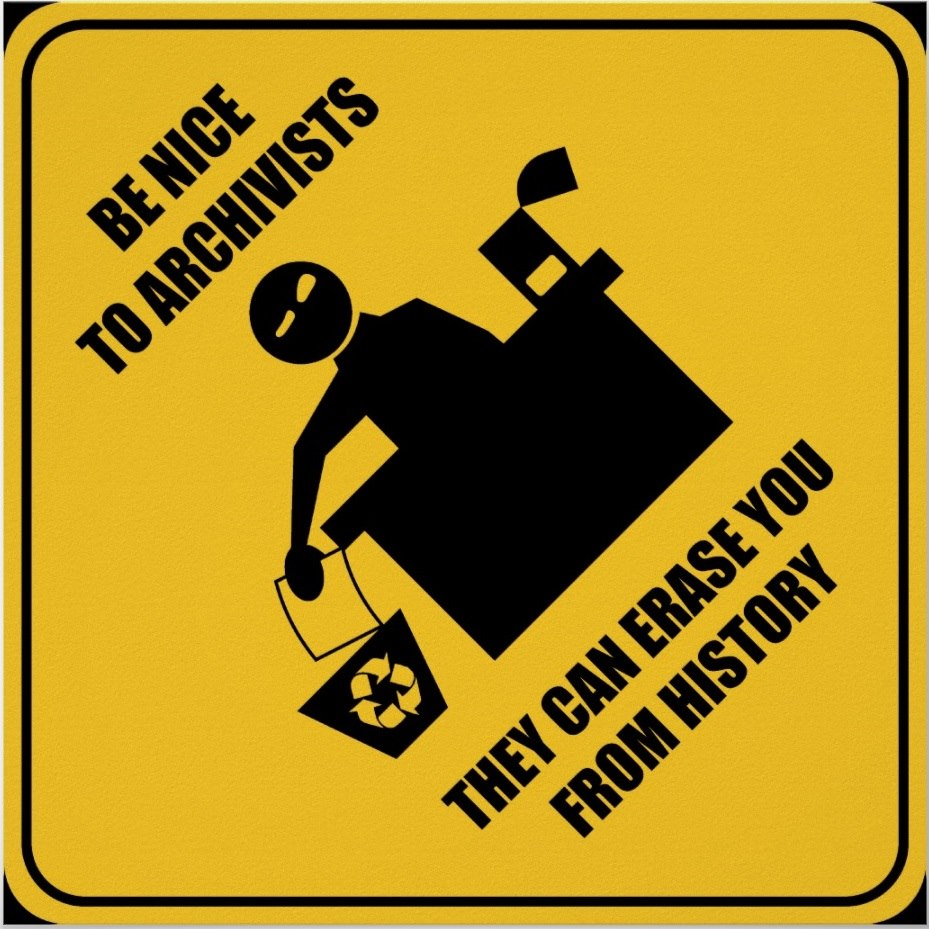 BE NICE
TO ARCHIVISTS
THEY CAN ERASE YOU
FROM HISTORY